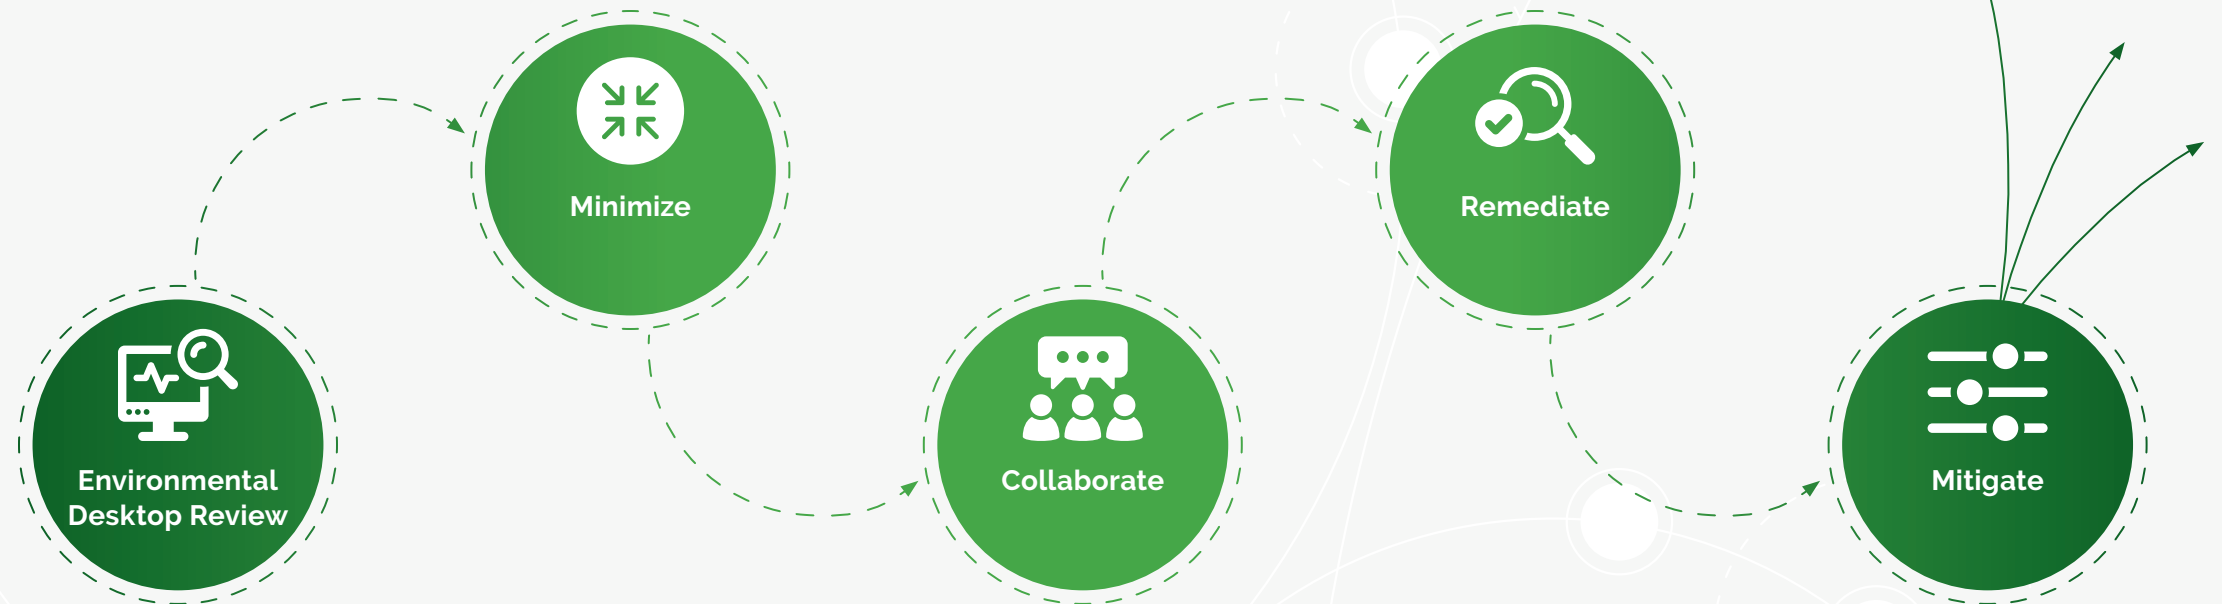 Environmental
Desktop Review
Minimize
Collaborate
Remediate
Mitigate